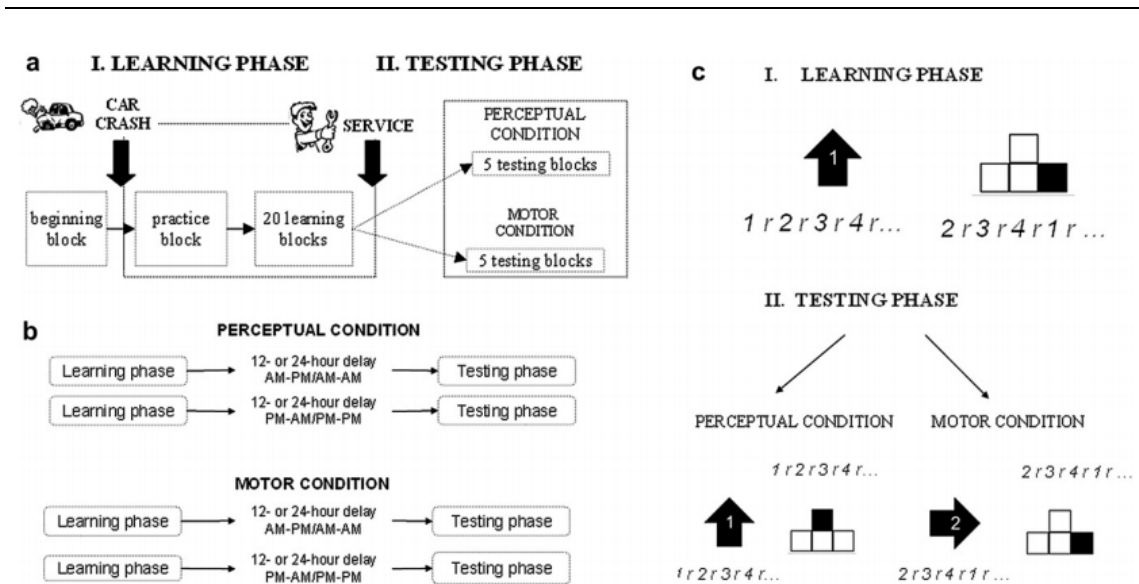 a
I. LEARNING PHASE
II. TESTING PHASE
CAR
CRASH
SERVICE
PERCEPTUAL
CONDITION
5 testing blocks
beginning
block
practice
block
20 learning
blocks
MOTOR
CONDITION
5 testing blocks
b
PERCEPTUAL CONDITION
Learning phase
12- or 24-hour delay
AM-PM/AM-AM
Testing phase
Learning phase
12- or 24-hour delay
PM-AM/PM-PM
Testing phase
MOTOR CONDITION
Learning phase
12- or 24-hour delay
AM-PM/AM-AM
Testing phase
Learning phase
12- or 24-hour delay
PM-AM/PM-PM
Testing phase
c
I. LEARNING PHASE
1
1 r 2 r 3 r 4 r...
2 r 3 r 4 r 1 r ...
II. TESTING PHASE
PERCEPTUAL CONDITION
MOTOR CONDITION
1 r 2 r 3 r 4 r...
2 r 3 r 4 r 1 r ...
1
2
1 r 2 r 3 r 4 r...
2 r 3 r 4 r 1 r ...